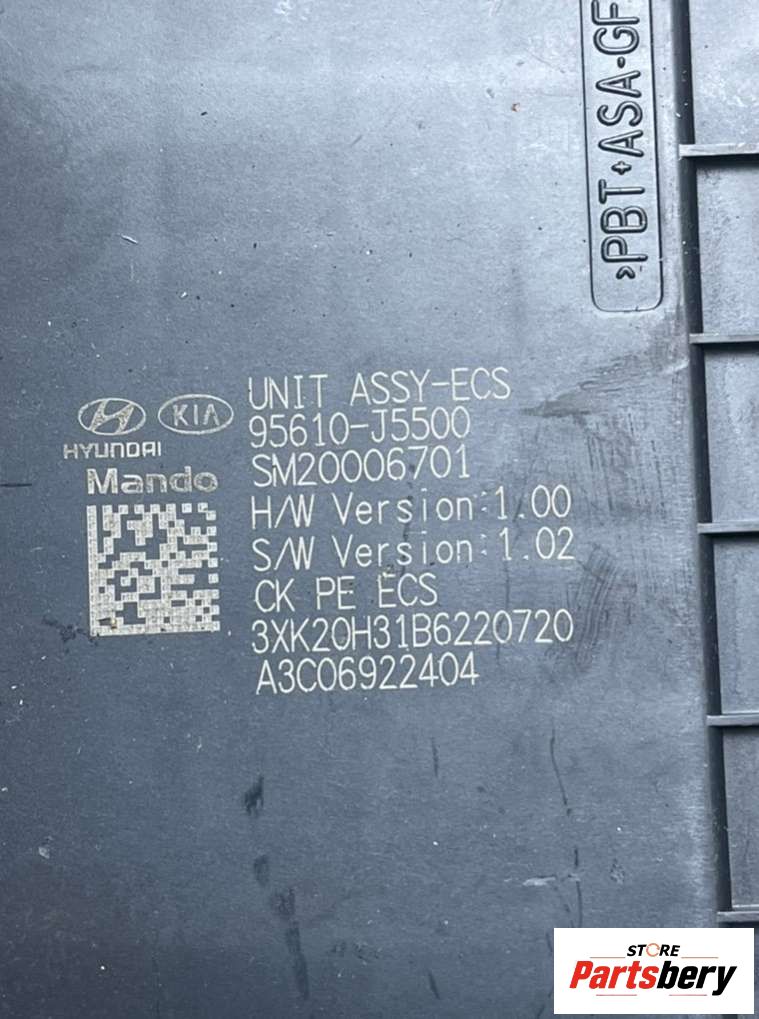 >PBT+ASA-GF
UNIT ASSY-ECS
HYUNDAI
KIA
95610-J5500
Mando
SM20006701
H/W Version:1.00
S/W Version:1.02
CK PE ECS
3XK20H31B6220720
A3C06922404
STORE
Partsbery